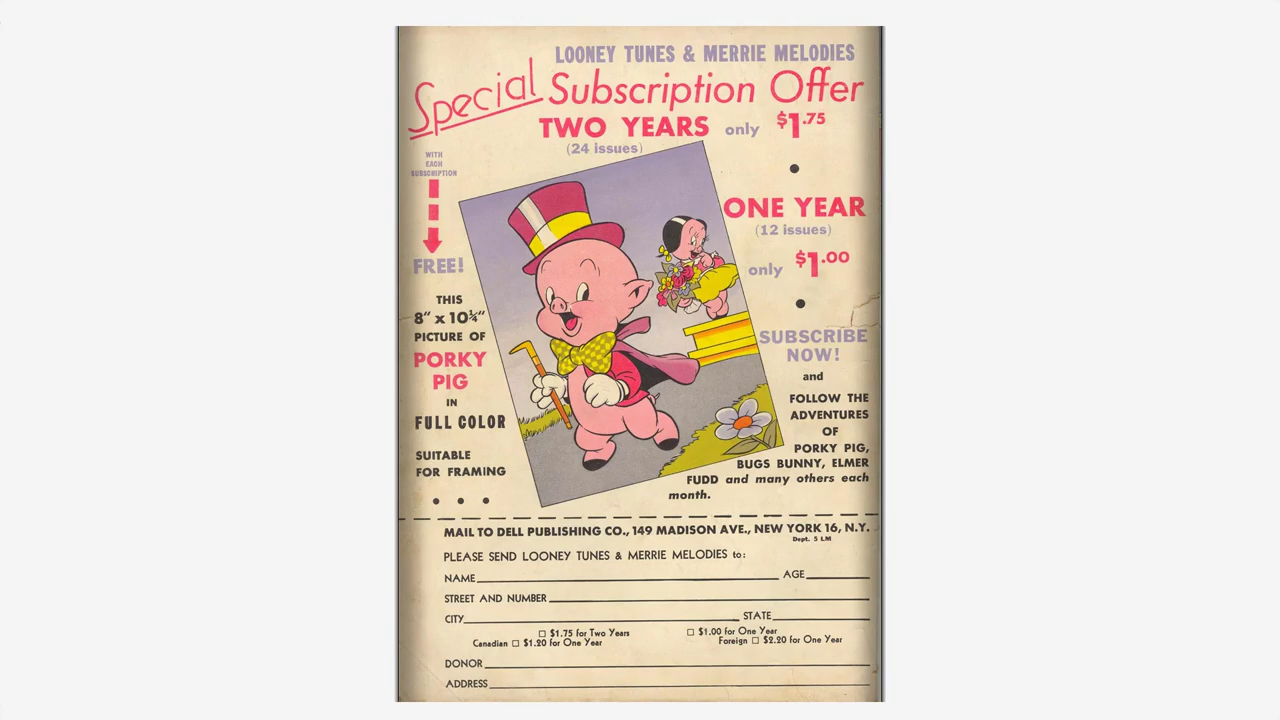 LOONEY TUNES & MERRIE MELODIES
Special Subscription Offer
TWO YEARS only $1.75
(24 issues)
WITH
EACH
SUBSCRIPTION
FREE!
THIS
8” x 10¼”
PICTURE OF
PORKY
PIG
IN
FULL COLOR
SUITABLE
FOR FRAMING
ONE YEAR
(12 issues)
only $1.00
SUBSCRIBE
NOW!
and
FOLLOW THE
ADVENTURES
OF
PORKY PIG,
BUGS BUNNY, ELMER
FUDD and many others each
month.
MAIL TO DELL PUBLISHING CO., 149 MADISON AVE., NEW YORK 16, N.Y.
Dept. 5 LM
PLEASE SEND LOONEY TUNES & MERRIE MELODIES to:
NAME AGE
STREET AND NUMBER
CITY STATE
☐ $1.75 for Two Years ☐ $1.00 for One Year
Canadian ☐ $1.20 for One Year Foreign ☐ $2.20 for One Year
DONOR
ADDRESS